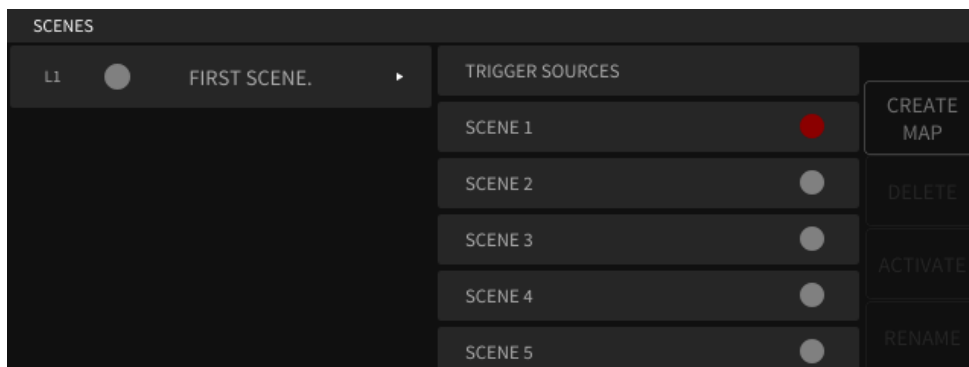 SCENES
L1 FIRST SCENE.
TRIGGER SOURCES
SCENE 1
SCENE 2
SCENE 3
SCENE 4
SCENE 5
CREATE
MAP
DELETE
ACTIVATE
RENAME